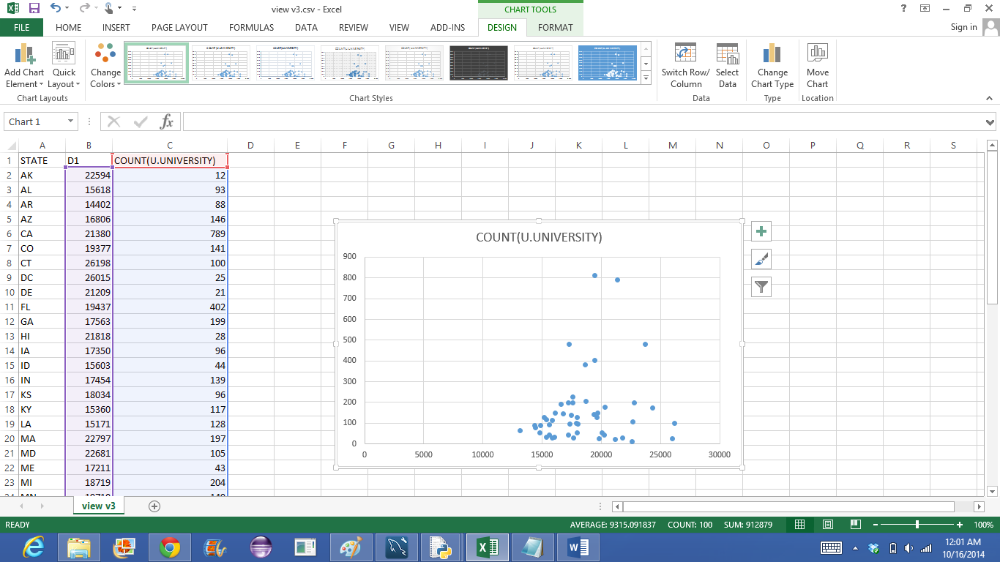 view v3.csv - Excel
CHART TOOLS
?
FILE HOME INSERT PAGE LAYOUT FORMULAS DATA REVIEW VIEW ADD-INS DESIGN FORMAT Sign in
Add Chart Element
Quick Layout
Change Colors
Switch Row/ Column
Select Data
Change Chart Type
Move Chart
Chart Layouts Chart Styles Data Type Location
Chart 1 fx
A B C D E F G H I J K L M N O P Q R S
1 STATE D1 COUNT(U.UNIVERSITY)
2 AK 22594 12
3 AL 15618 93
4 AR 14402 88
5 AZ 16806 146
6 CA 21380 789
7 CO 19377 141
8 CT 26198 100
9 DC 26015 25
10 DE 21209 21
11 FL 19437 402
12 GA 17563 199
13 HI 21818 28
14 IA 17350 96
15 ID 15603 44
16 IN 17454 139
17 KS 18034 96
18 KY 15360 117
19 LA 15171 128
20 MA 22797 197
21 MD 22681 105
22 ME 17211 43
23 MI 18719 204
COUNT(U.UNIVERSITY)
900
800
700
600
500
400
300
200
100
0
0 5000 10000 15000 20000 25000 30000
view v3
READY AVERAGE: 9315.091837 COUNT: 100 SUM: 912879 100%
12:01 AM
10/16/2014